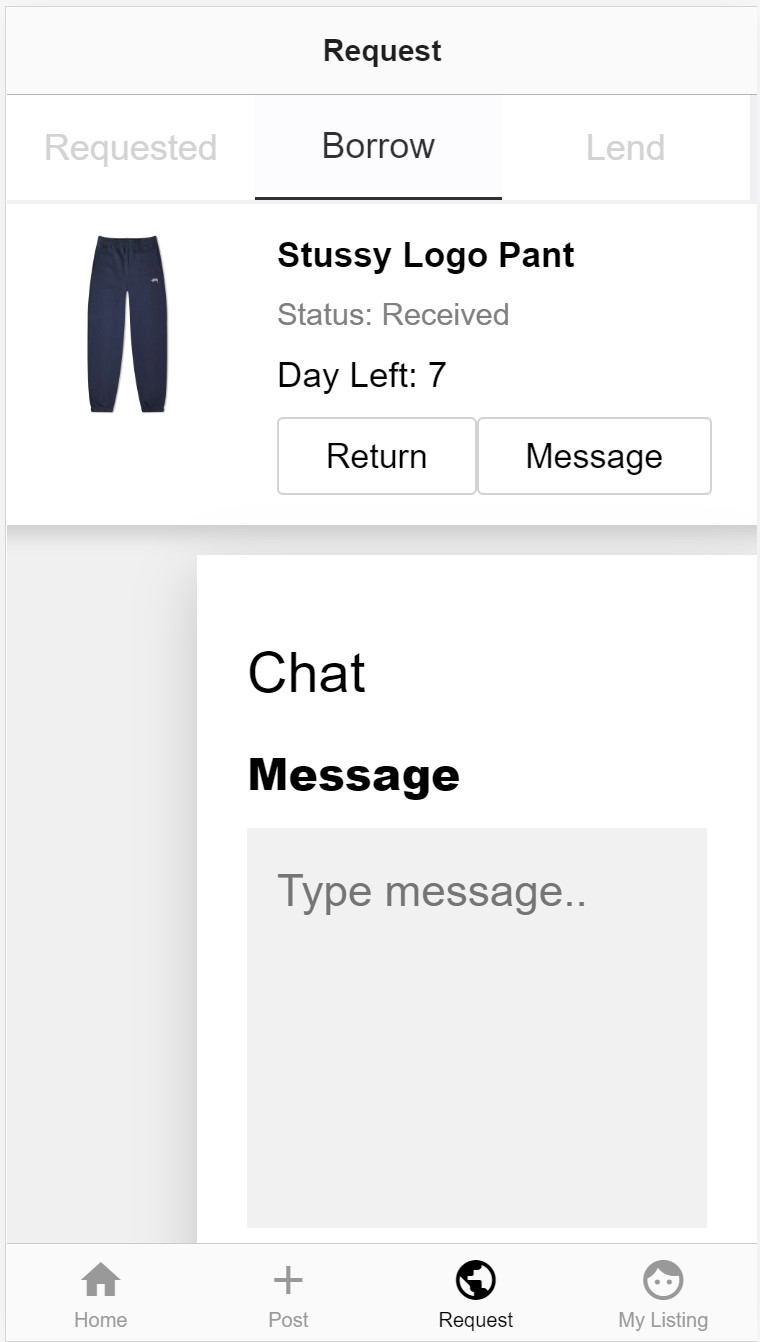 Request
Requested Borrow Lend
Stussy Logo Pant
Status: Received
Day Left: 7
Return Message
Chat
Message
Type message..
Home Post Request My Listing